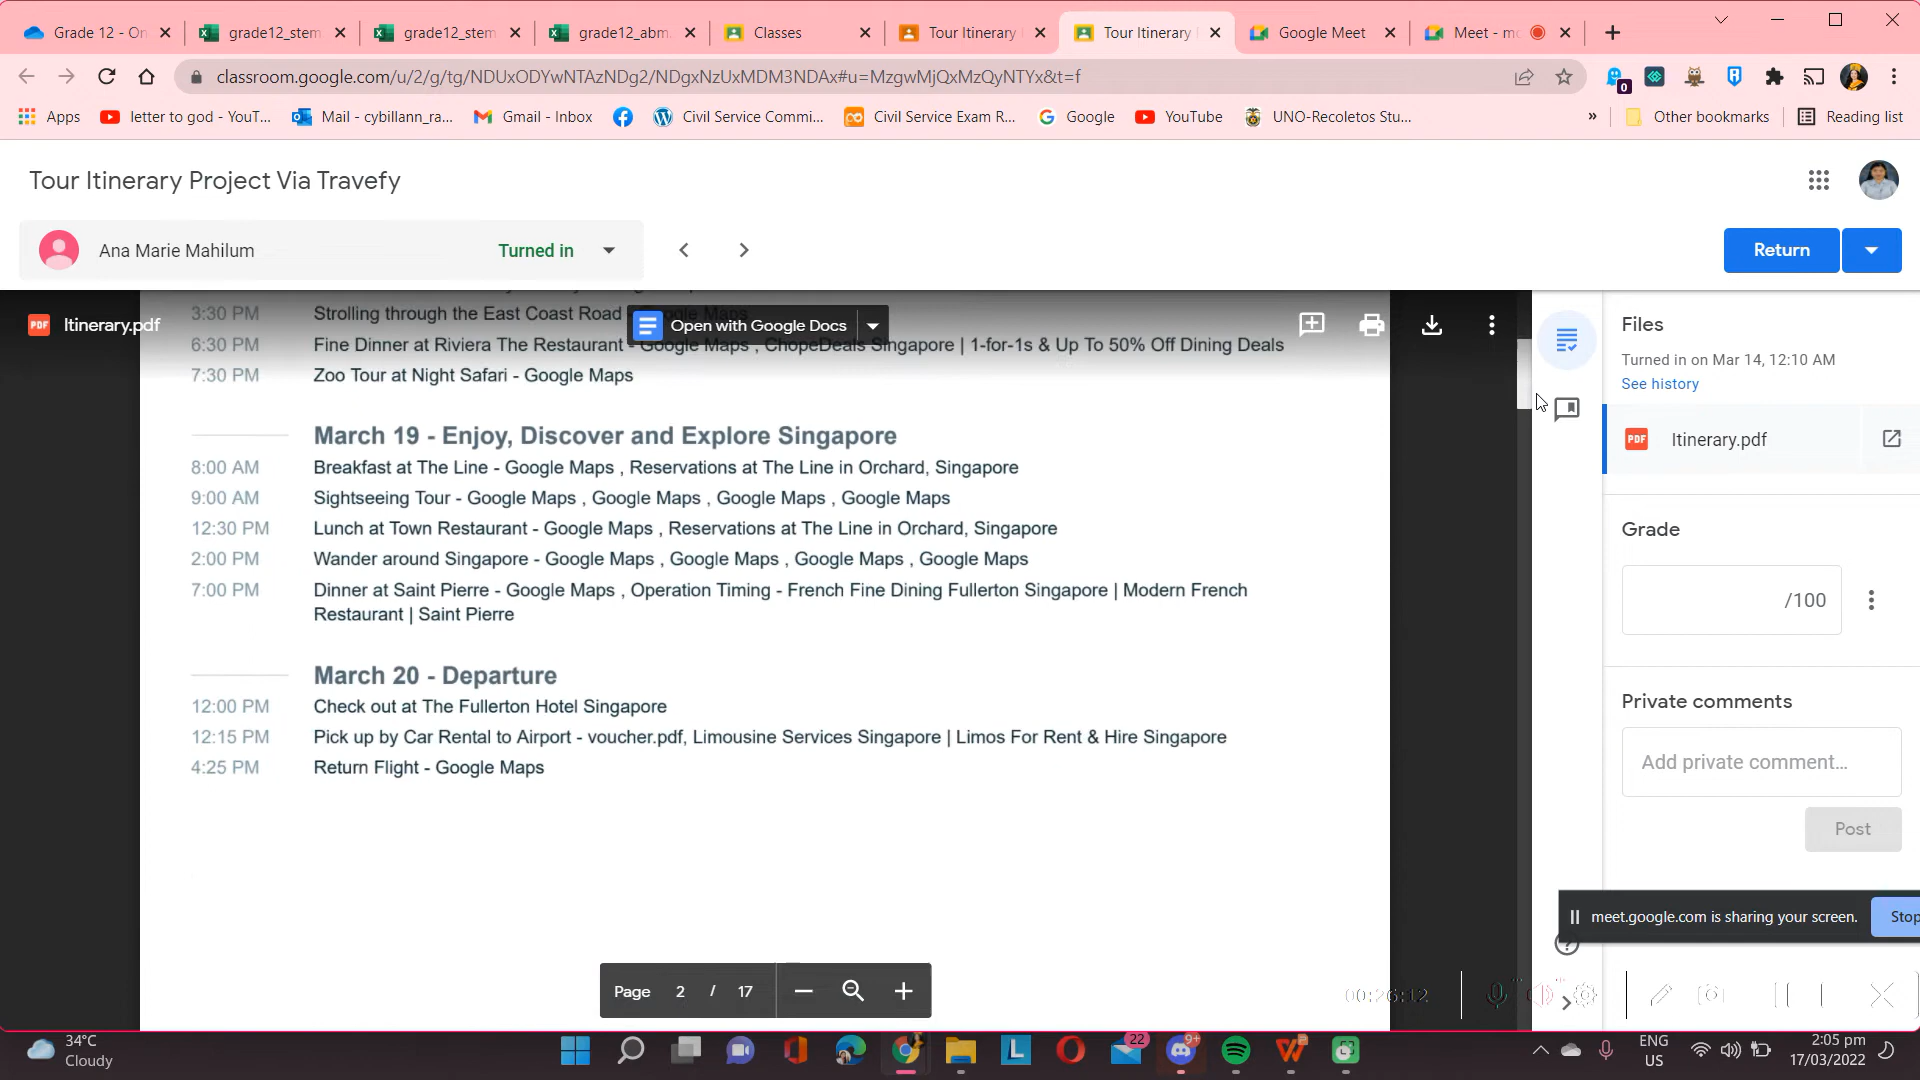 Grade 12 - On
grade12_stem
grade12_stem
grade12_abm.
Classes
Tour Itinerary
Tour Itinerary
Google Meet
Meet - m
classroom.google.com/u/2/g/tg/NDUxODYwNTAzNDg2/NDgxNzUxMDM3NDAx#u=MzgwMjQxMzQyNTYx&t=f
0
Apps
letter to god - YouT...
Mail - cybillann_ra...
Gmail - Inbox
Civil Service Commi...
Civil Service Exam R...
Google
YouTube
UNO-Recoletos Stu...
»
Other bookmarks
Reading list
Tour Itinerary Project Via Travefy
Ana Marie Mahilum
Turned in
Return
PDF Itinerary.pdf
Open with Google Docs
3:30 PM Strolling through the East Coast Road
6:30 PM Fine Dinner at Riviera The Restaurant - Google Maps , ChopeDeals Singapore | 1-for-1s & Up To 50% Off Dining Deals
7:30 PM Zoo Tour at Night Safari - Google Maps
March 19 - Enjoy, Discover and Explore Singapore
8:00 AM Breakfast at The Line - Google Maps , Reservations at The Line in Orchard, Singapore
9:00 AM Sightseeing Tour - Google Maps , Google Maps , Google Maps , Google Maps
12:30 PM Lunch at Town Restaurant - Google Maps , Reservations at The Line in Orchard, Singapore
2:00 PM Wander around Singapore - Google Maps , Google Maps , Google Maps , Google Maps
7:00 PM Dinner at Saint Pierre - Google Maps , Operation Timing - French Fine Dining Fullerton Singapore | Modern French
Restaurant | Saint Pierre
March 20 - Departure
12:00 PM Check out at The Fullerton Hotel Singapore
12:15 PM Pick up by Car Rental to Airport - voucher.pdf, Limousine Services Singapore | Limos For Rent & Hire Singapore
4:25 PM Return Flight - Google Maps
Page 2 / 17
Files
Turned in on Mar 14, 12:10 AM
See history
PDF Itinerary.pdf
Grade
/100
Private comments
Add private comment...
Post
meet.google.com is sharing your screen.
Stop
00:26:12
34°C
Cloudy
22
9+
ENG
US
2:05 pm
17/03/2022